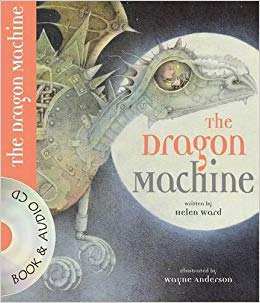 The Dragon Machine
BOOK & AUDIO CD
THE
DRAGON
MACHINE
written by
Helen Ward
illustrated by
Wayne Anderson